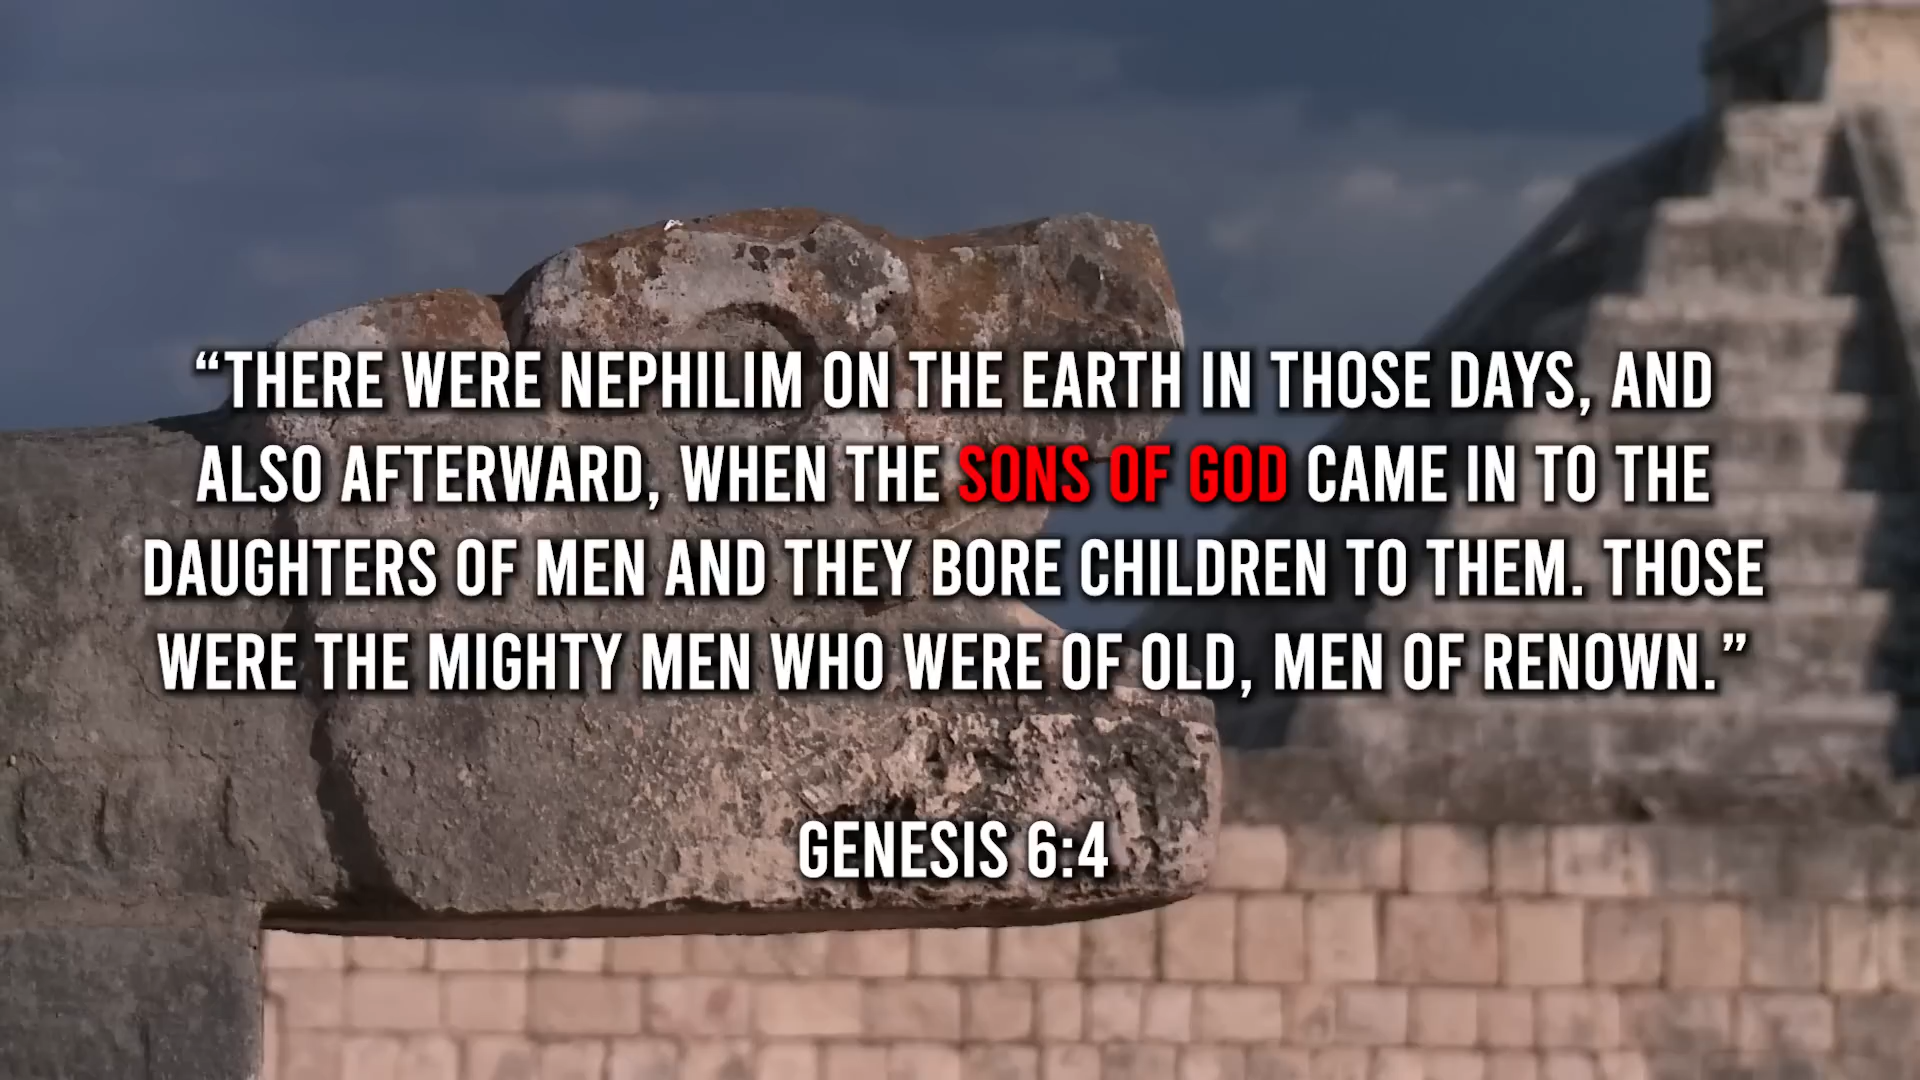 “THERE WERE NEPHILIM ON THE EARTH IN THOSE DAYS, AND
ALSO AFTERWARD, WHEN THE SONS OF GOD CAME IN TO THE
DAUGHTERS OF MEN AND THEY BORE CHILDREN TO THEM. THOSE
WERE THE MIGHTY MEN WHO WERE OF OLD, MEN OF RENOWN.”
GENESIS 6:4